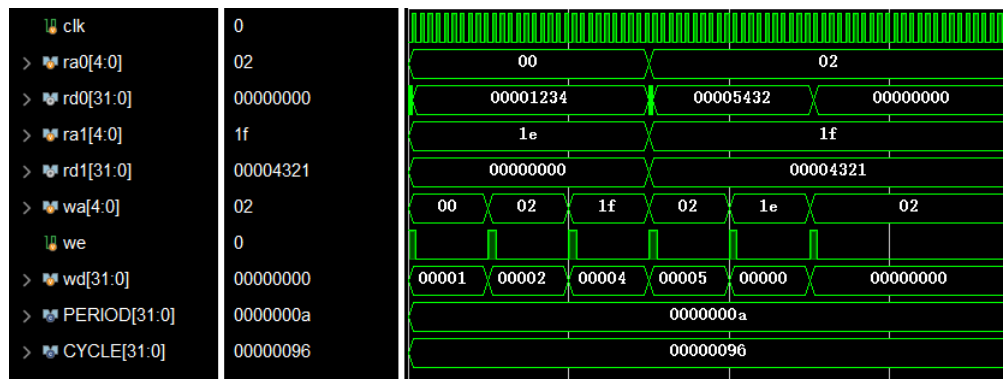 clk 0
ra0[4:0] 02 00 02
rd0[31:0] 00000000 00001234 00005432 00000000
ra1[4:0] 1f 1e 1f
rd1[31:0] 00004321 00000000 00004321
wa[4:0] 02 00 02 1f 02 1e 02
we 0
wd[31:0] 00000000 00001 00002 00004 00005 00000 00000000
PERIOD[31:0] 0000000a 0000000a
CYCLE[31:0] 00000096 00000096